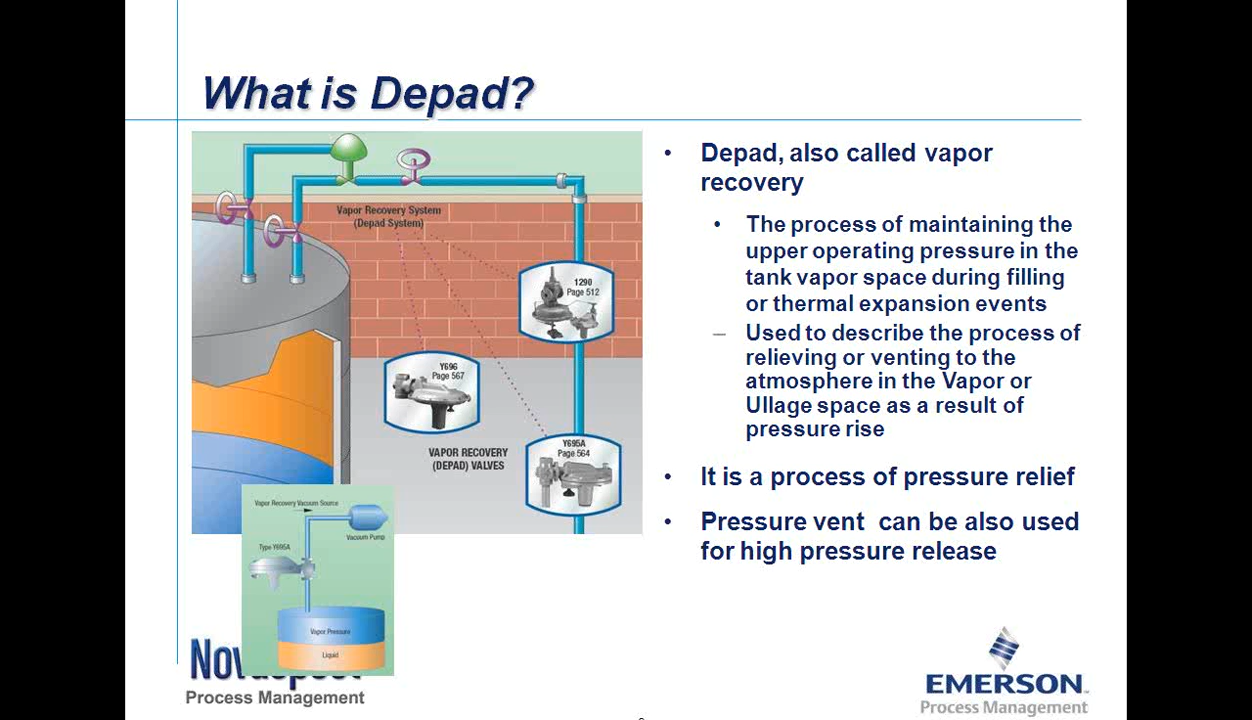 What is Depad?
Vapor Recovery System
(Depad System)
1290
Page 512
Y696
Page 567
VAPOR RECOVERY
(DEPAD) VALVES
Y695A
Page 564
Vapor Recovery Vacuum Source
Vacuum Pump
Type Y695A
Vapor Pressure
Liquid
• Depad, also called vapor
recovery
• The process of maintaining the
upper operating pressure in the
tank vapor space during filling
or thermal expansion events
– Used to describe the process of
relieving or venting to the
atmosphere in the Vapor or
Ullage space as a result of
pressure rise
• It is a process of pressure relief
• Pressure vent can be also used
for high pressure release
Process Management
EMERSON
Process Management